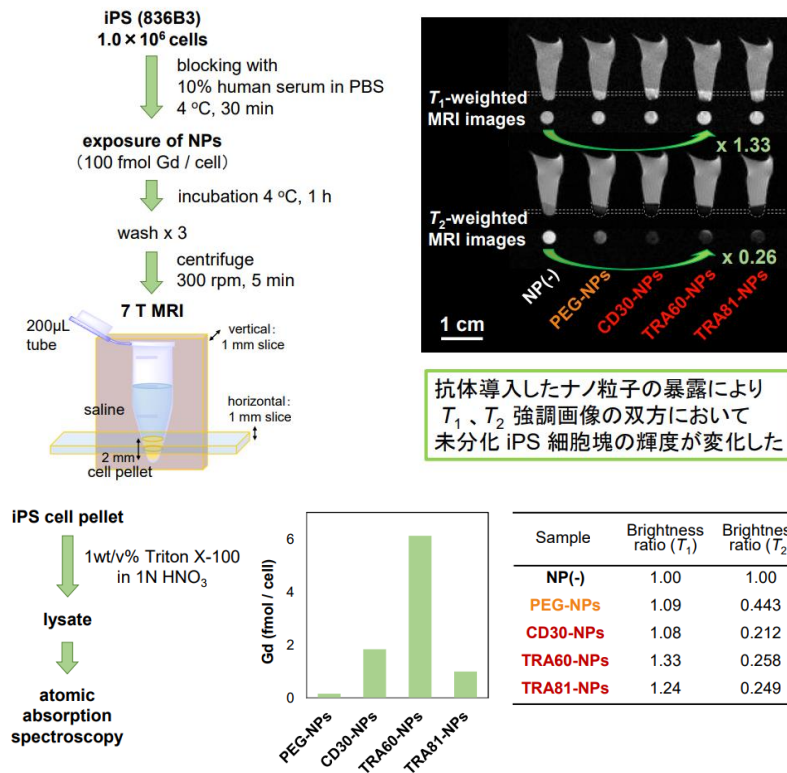 iPS (836B3)
1.0×10⁶ cells
blocking with
10% human serum in PBS
4 °C, 30 min
exposure of NPs
(100 fmol Gd / cell)
incubation 4 °C, 1 h
wash x 3
centrifuge
300 rpm, 5 min
7 T MRI
200µL
tube
vertical:
1 mm slice
saline
horizontal:
1 mm slice
2 mm
cell pellet
T₁-weighted
MRI images
x 1.33
T₂-weighted
MRI images
x 0.26
NP(-)
PEG-NPs
CD30-NPs
TRA60-NPs
TRA81-NPs
1 cm
抗体導入したナノ粒子の暴露により
T₁、T₂ 強調画像の双方において
未分化 iPS 細胞塊の輝度が変化した
iPS cell pellet
1wt/v% Triton X-100
in 1N HNO₃
lysate
atomic
absorption
spectroscopy
Gd (fmol / cell)
6
4
2
0
PEG-NPs
CD30-NPs
TRA60-NPs
TRA81-NPs
Sample Brightness ratio (T₁) Brightness ratio (T₂
NP(-) 1.00 1.00
PEG-NPs 1.09 0.443
CD30-NPs 1.08 0.212
TRA60-NPs 1.33 0.258
TRA81-NPs 1.24 0.249